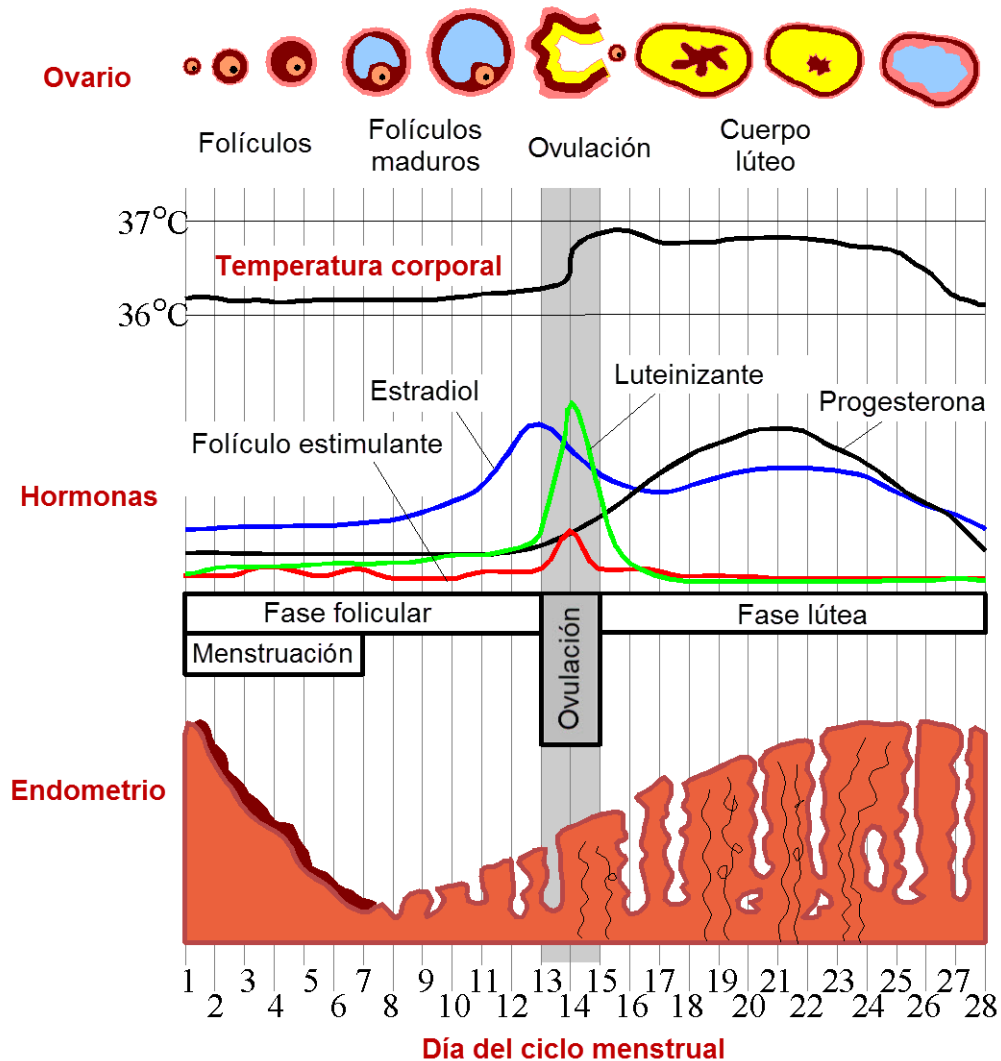 Ovario
Folículos
Folículos
maduros
Ovulación
Cuerpo
lúteo
37°C
Temperatura corporal
36°C
Estradiol
Luteinizante
Progesterona
Folículo estimulante
Hormonas
Fase folicular
Ovulación
Fase lútea
Menstruación
Endometrio
1 3 5 7 9 11 13 15 17 19 21 23 25 27
2 4 6 8 10 12 14 16 18 20 22 24 26 28
Día del ciclo menstrual